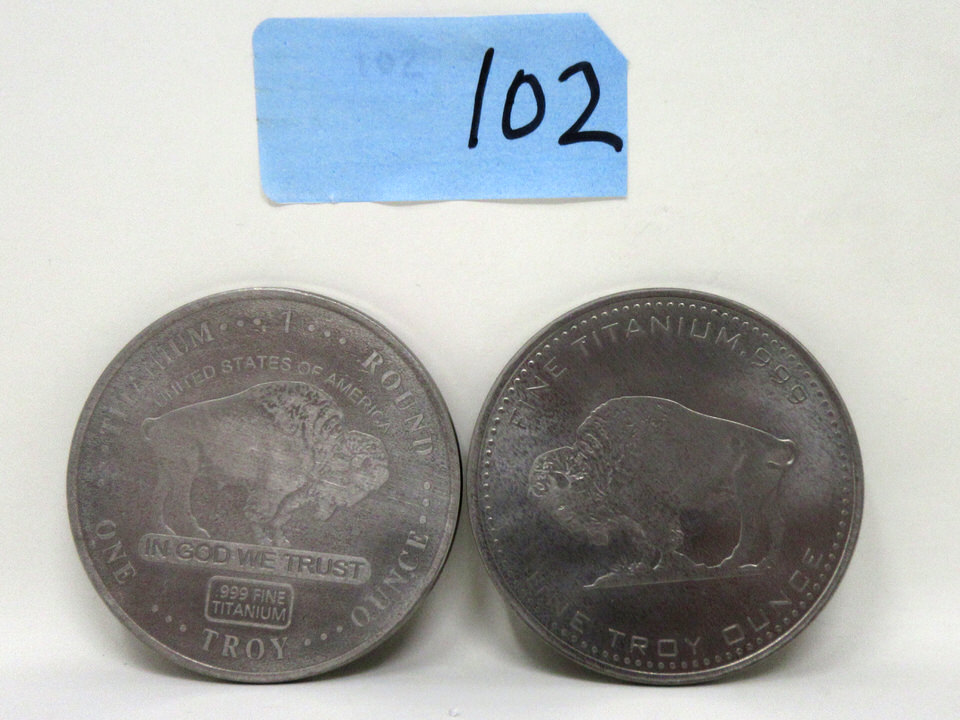 102
TITANIUM 1 ROUND
UNITED STATES OF AMERICA
IN GOD WE TRUST
.999 FINE
TITANIUM
ONE TROY OUNCE
FINE TITANIUM .999
TROY OUNCE